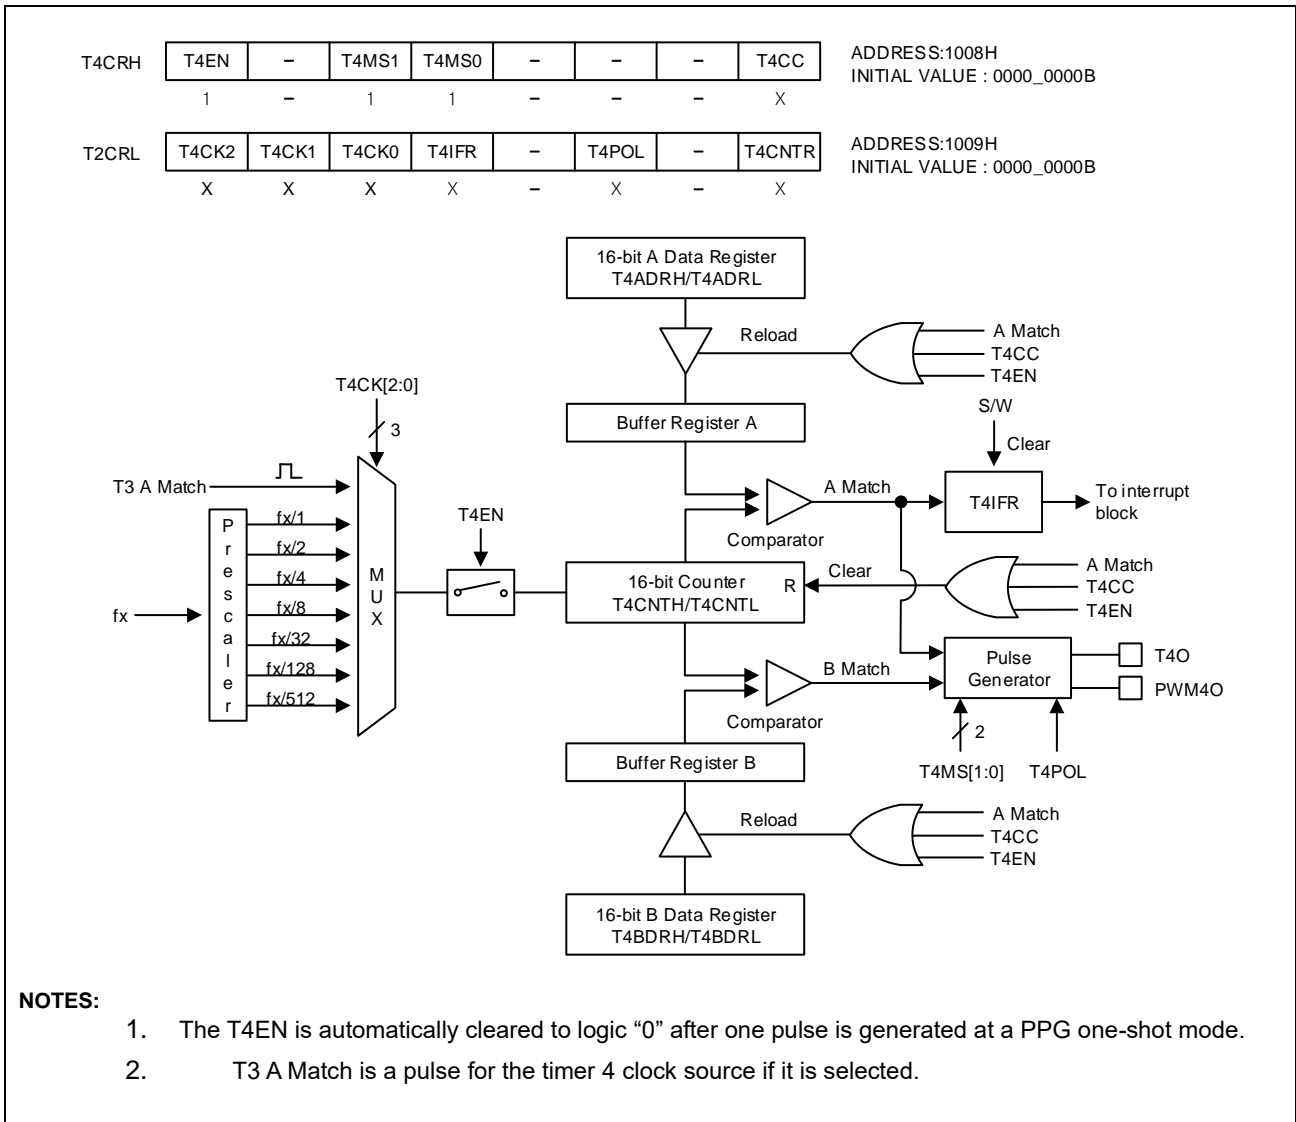 T4CRH T4EN – T4MS1 T4MS0 – – – T4CC ADDRESS:1008H
INITIAL VALUE : 0000_0000B
1 – 1 1 – – – X
T2CRL T4CK2 T4CK1 T4CK0 T4IFR – T4POL – T4CNTR ADDRESS:1009H
INITIAL VALUE : 0000_0000B
X X X X – X – X
16-bit A Data Register
T4ADRH/T4ADRL
Reload
A Match
T4CC
T4EN
T4CK[2:0]
3
Buffer Register A
S/W
Clear
T3 A Match
A Match
T4IFR
To interrupt
block
Comparator
Prescaler
fx/1
fx/2
fx/4
fx/8
fx/32
fx/128
fx/512
fx
MUX
T4EN
16-bit Counter
T4CNTH/T4CNTL
R
Clear
A Match
T4CC
T4EN
B Match
Comparator
Pulse
Generator
T4O
PWM4O
2
T4MS[1:0] T4POL
Buffer Register B
Reload
A Match
T4CC
T4EN
16-bit B Data Register
T4BDRH/T4BDRL
NOTES:
1. The T4EN is automatically cleared to logic “0” after one pulse is generated at a PPG one-shot mode.
2. T3 A Match is a pulse for the timer 4 clock source if it is selected.